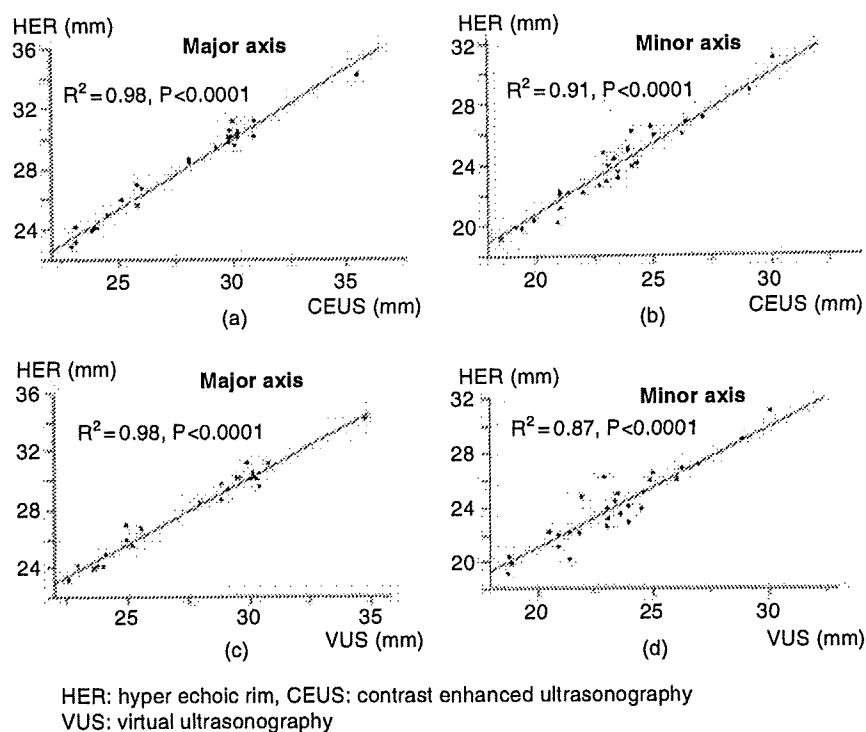 HER (mm)
Major axis
R²=0.98, P<0.0001
36
32
28
24
25
30
35
CEUS (mm)
(a)
HER (mm)
Minor axis
R²=0.91, P<0.0001
32
28
24
20
20
25
30
CEUS (mm)
(b)
HER (mm)
Major axis
R²=0.98, P<0.0001
36
32
28
24
25
30
35
VUS (mm)
(c)
HER (mm)
Minor axis
R²=0.87, P<0.0001
32
28
24
20
20
25
30
VUS (mm)
(d)
HER: hyper echoic rim, CEUS: contrast enhanced ultrasonography
VUS: virtual ultrasonography